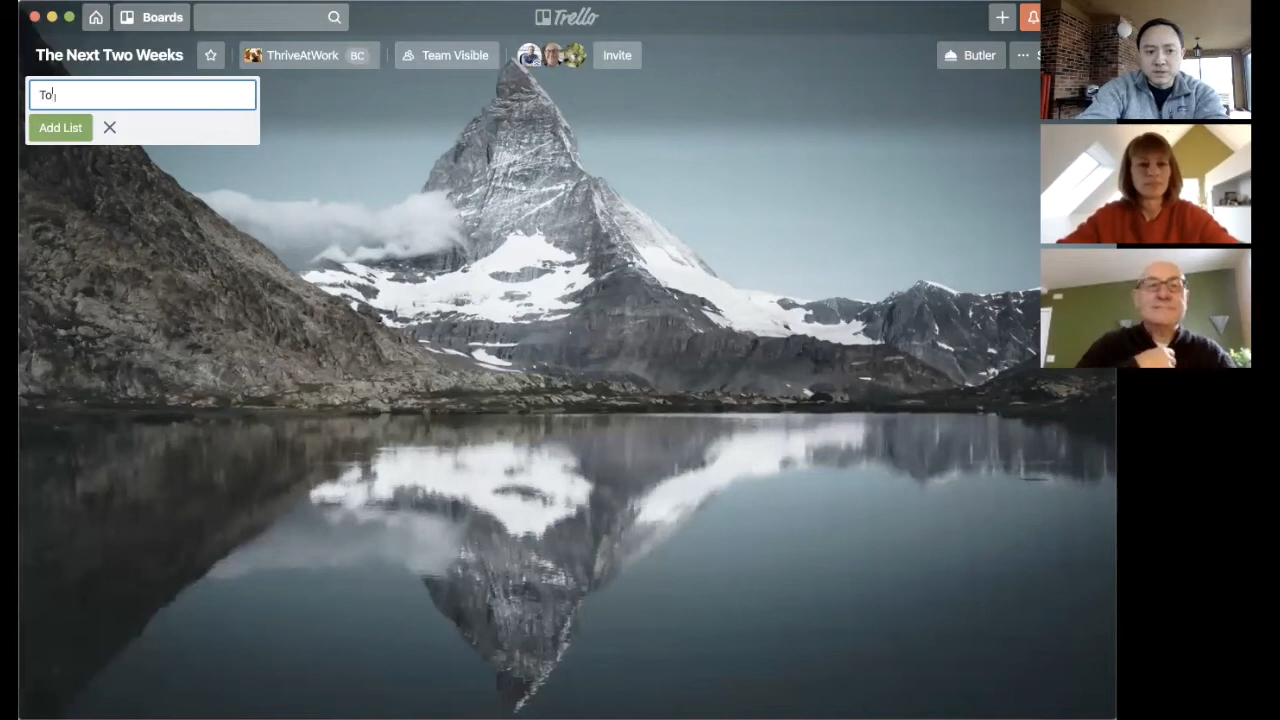 Boards
Trello
The Next Two Weeks
ThriveAtWork BC
Team Visible
Invite
Butler
To
Add List